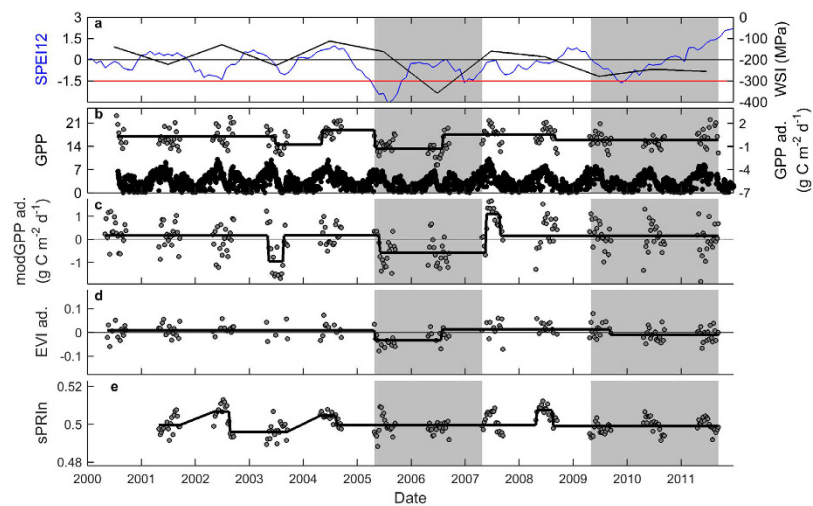 a
3
1.5
0
-1.5
SPEI12
0
-100
-200
-300
-400
WSI (MPa)
b
21
14
7
0
GPP
2
-1
-4
-7
GPP ad.
(g C m⁻² d⁻¹)
c
1
0
-1
modGPP ad.
(g C m⁻² d⁻¹)
d
0.1
0
-0.1
EVI ad.
e
0.52
0.5
0.48
sPRIn
2000 2001 2002 2003 2004 2005 2006 2007 2008 2009 2010 2011
Date